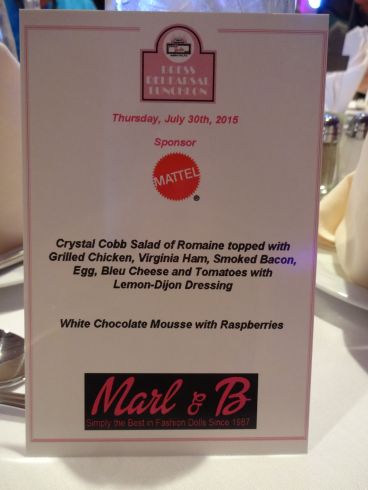 DRESS
REHEARSAL
LUNCHEON
Thursday, July 30th, 2015
Sponsor
MATTEL
®
Crystal Cobb Salad of Romaine topped with
Grilled Chicken, Virginia Ham, Smoked Bacon,
Egg, Bleu Cheese and Tomatoes with
Lemon-Dijon Dressing
White Chocolate Mousse with Raspberries
Marl & B
Simply the Best in Fashion Dolls Since 1987